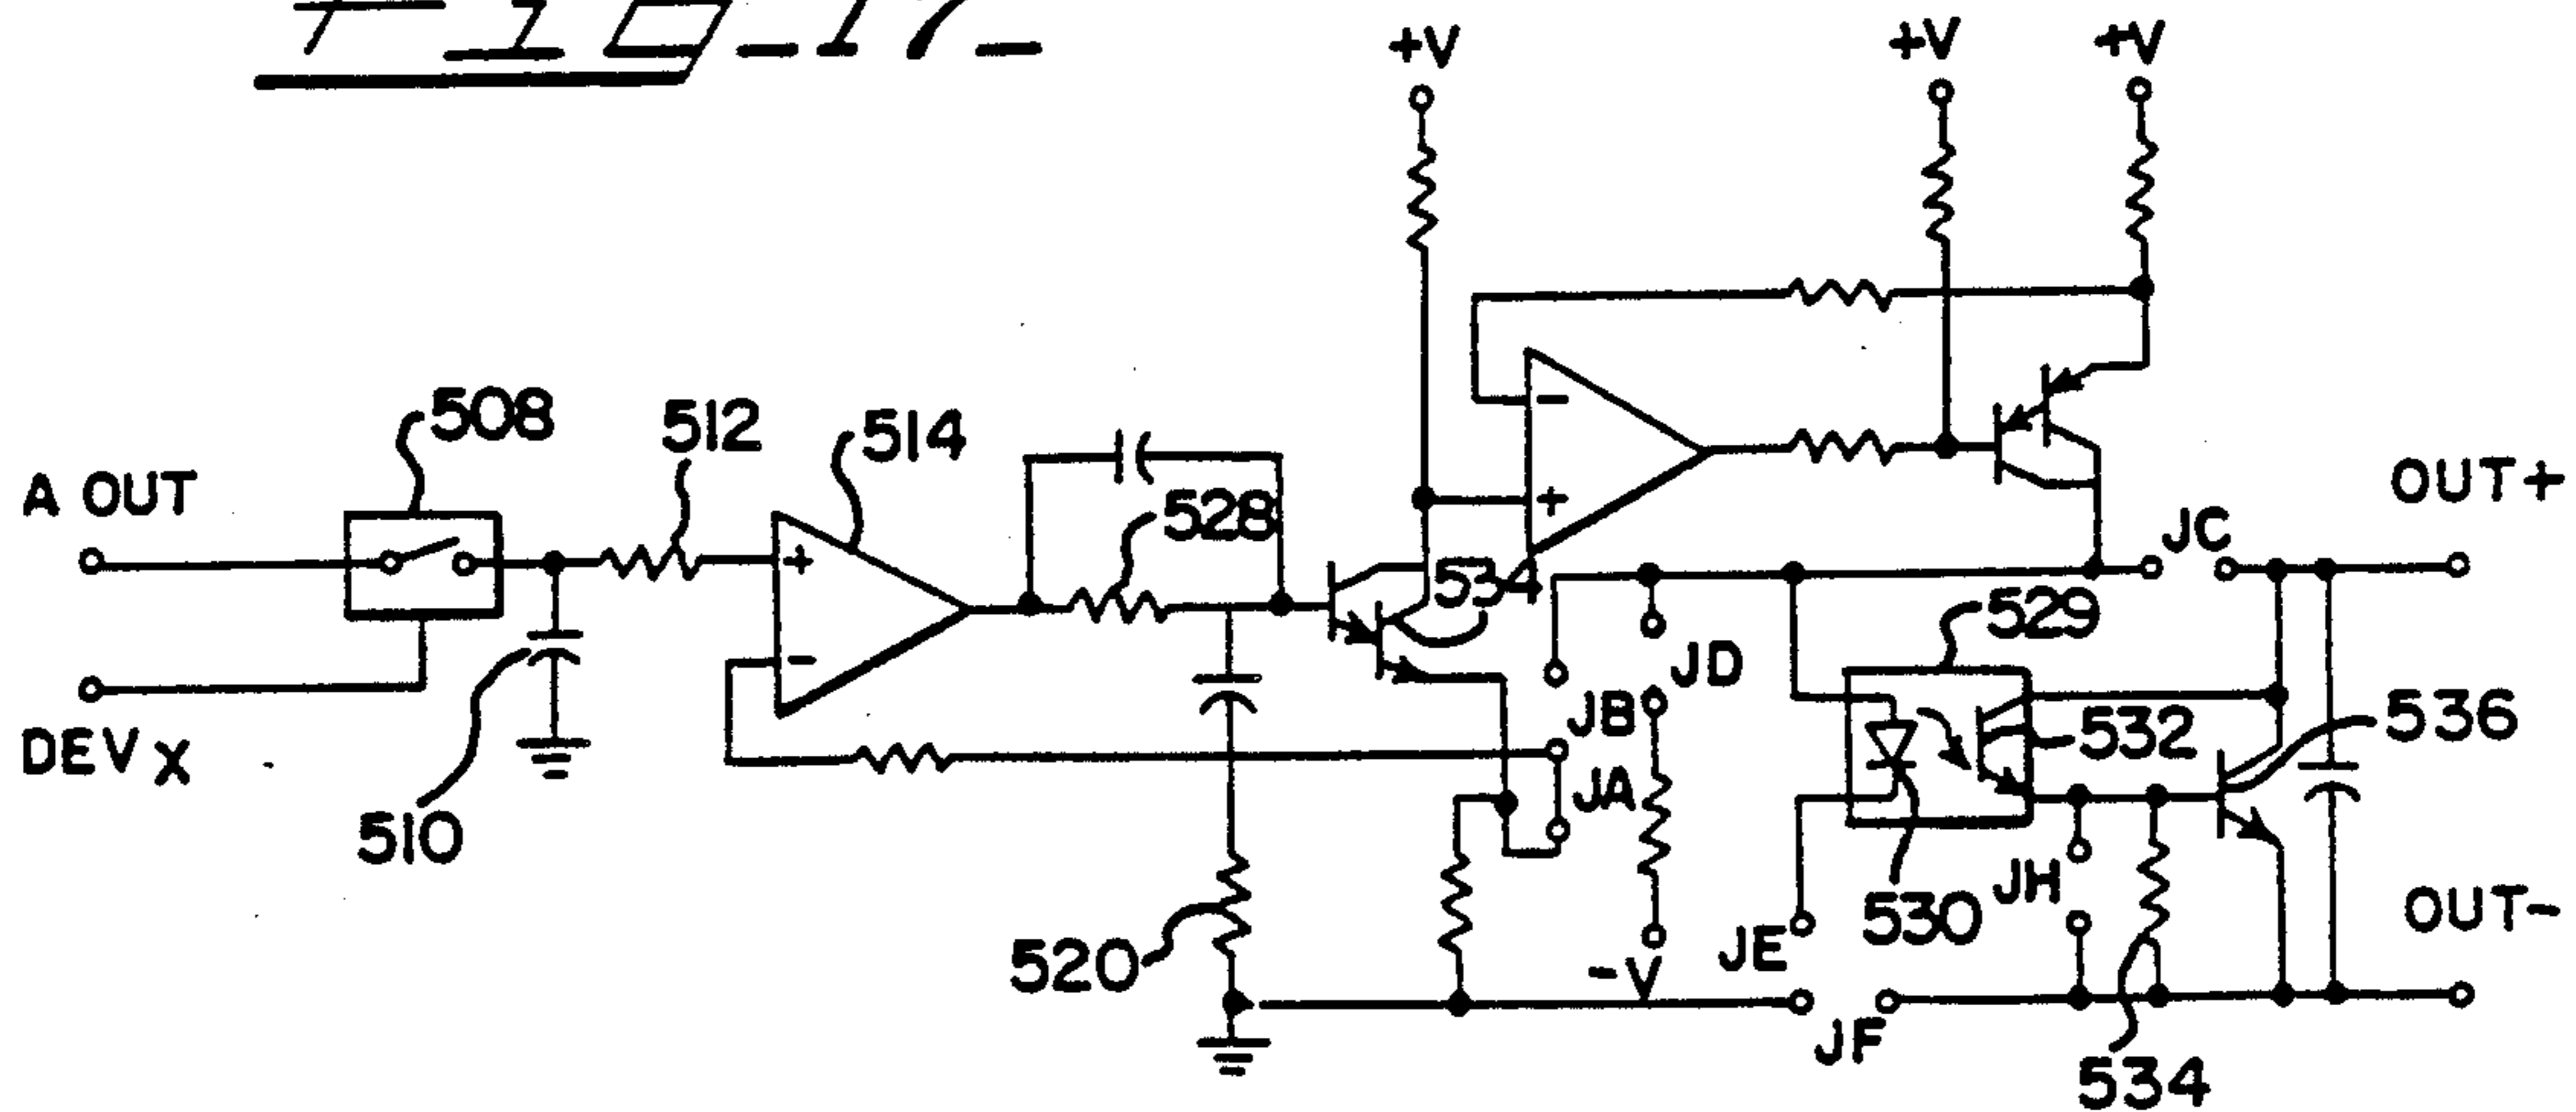 FIG_17_
+V
+V
+V
508
512
514
A OUT
528
534
JC
OUT+
529
DEV X
JB
JD
532
536
JA
510
530
JH
OUT-
520
JE
-V
JF
534